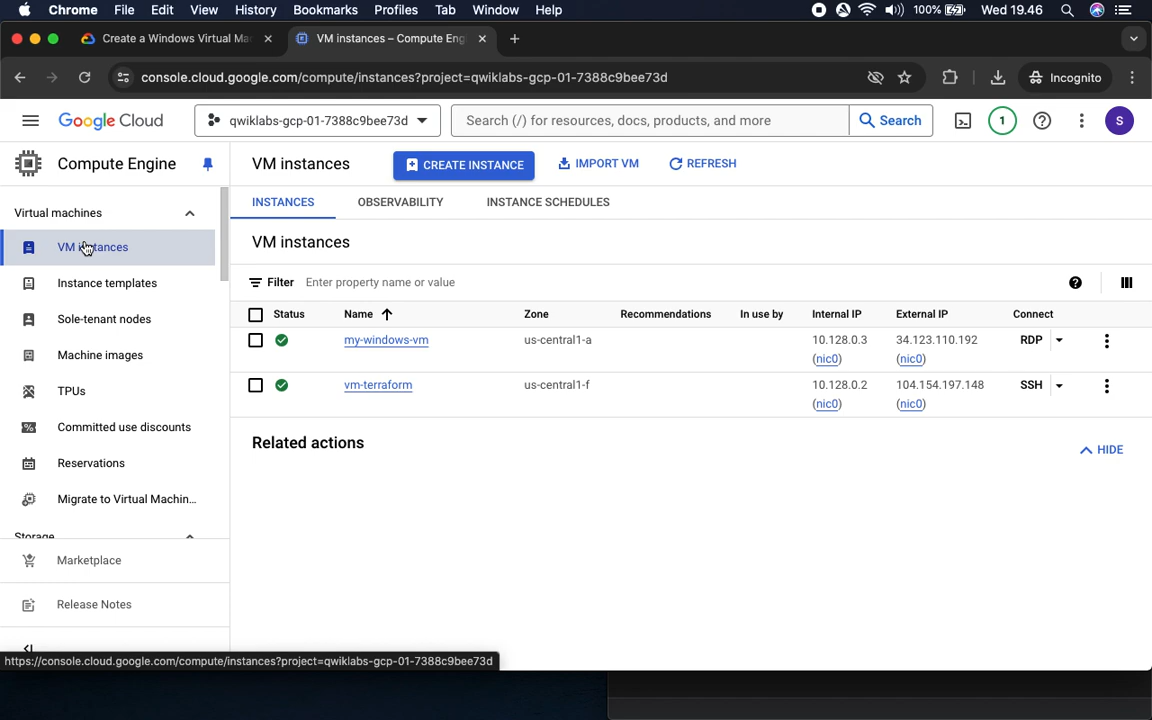 Chrome File Edit View History Bookmarks Profiles Tab Window Help 100% Wed 19.46
Create a Windows Virtual Ma
VM instances – Compute Eng
console.cloud.google.com/compute/instances?project=qwiklabs-gcp-01-7388c9bee73d
Incognito
Google Cloud
qwiklabs-gcp-01-7388c9bee73d
Search (/) for resources, docs, products, and more
Search
1
S
Compute Engine
VM instances
CREATE INSTANCE
IMPORT VM
REFRESH
Virtual machines
VM instances
Instance templates
Sole-tenant nodes
Machine images
TPUs
Committed use discounts
Reservations
Migrate to Virtual Machin...
Storage
Marketplace
Release Notes
INSTANCES OBSERVABILITY INSTANCE SCHEDULES
VM instances
Filter Enter property name or value
Status Name Zone Recommendations In use by Internal IP External IP Connect
my-windows-vm us-central1-a 10.128.0.3 34.123.110.192 RDP
(nic0) (nic0)
vm-terraform us-central1-f 10.128.0.2 104.154.197.148 SSH
(nic0) (nic0)
Related actions
HIDE
https://console.cloud.google.com/compute/instances?project=qwiklabs-gcp-01-7388c9bee73d